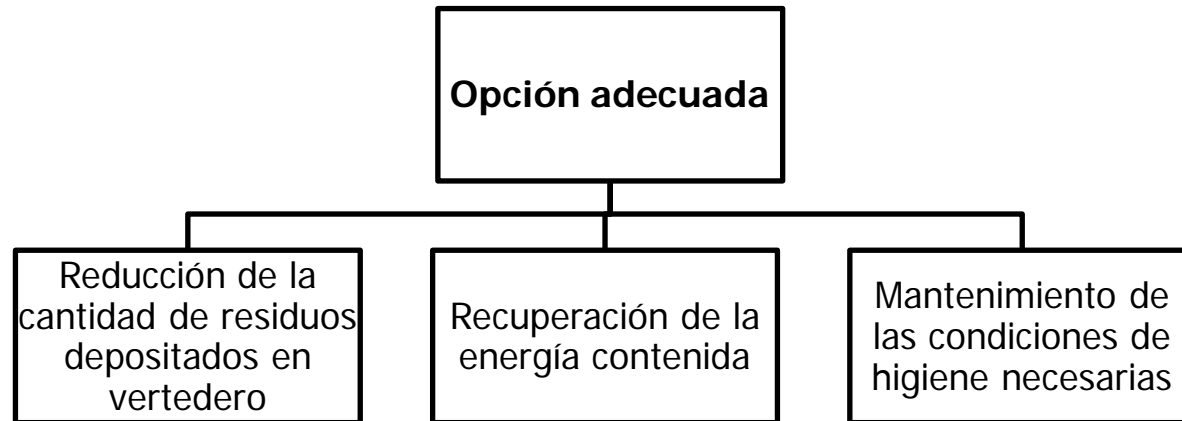 Opción adecuada
Reducción de la
cantidad de residuos
depositados en
vertedero
Recuperación de la
energía contenida
Mantenimiento de
las condiciones de
higiene necesarias